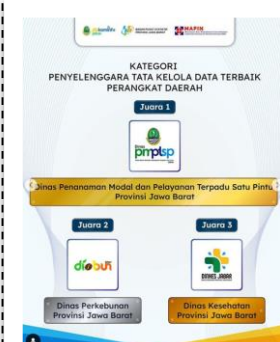 KATEGORI
PENYELENGGARA TATA KELOLA DATA TERBAIK
PERANGKAT DAERAH
Juara 1
Dinas
pmptsp
Dinas Penanaman Modal dan Pelayanan Terpadu Satu Pintu
Provinsi Jawa Barat
Juara 2
Juara 3
disbun
DINKES JABAR
Dinas Perkebunan
Provinsi Jawa Barat
Dinas Kesehatan
Provinsi Jawa Barat